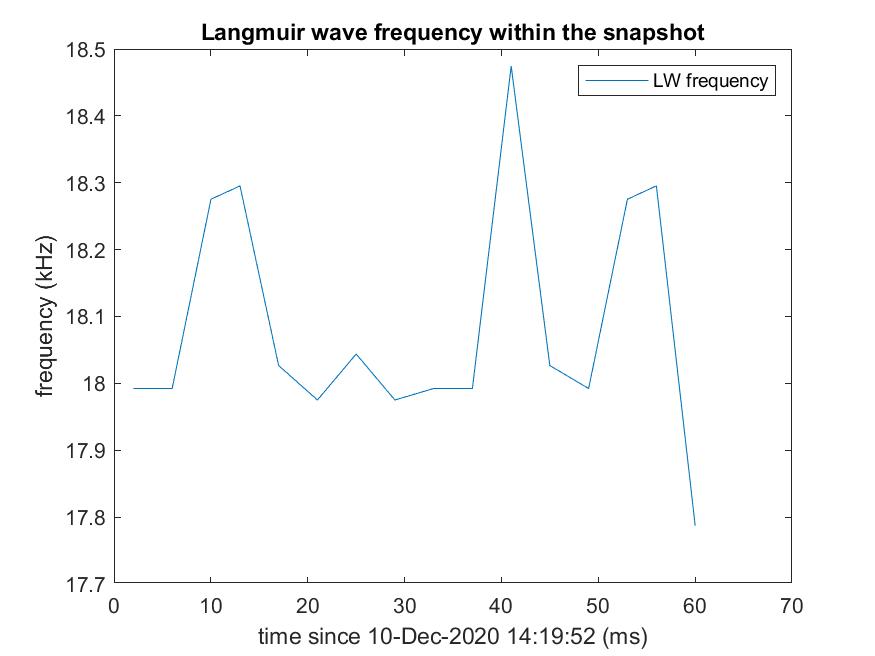 Langmuir wave frequency within the snapshot
18.5
18.4
18.3
18.2
18.1
18
17.9
17.8
17.7
frequency (kHz)
LW frequency
0 10 20 30 40 50 60 70
time since 10-Dec-2020 14:19:52 (ms)